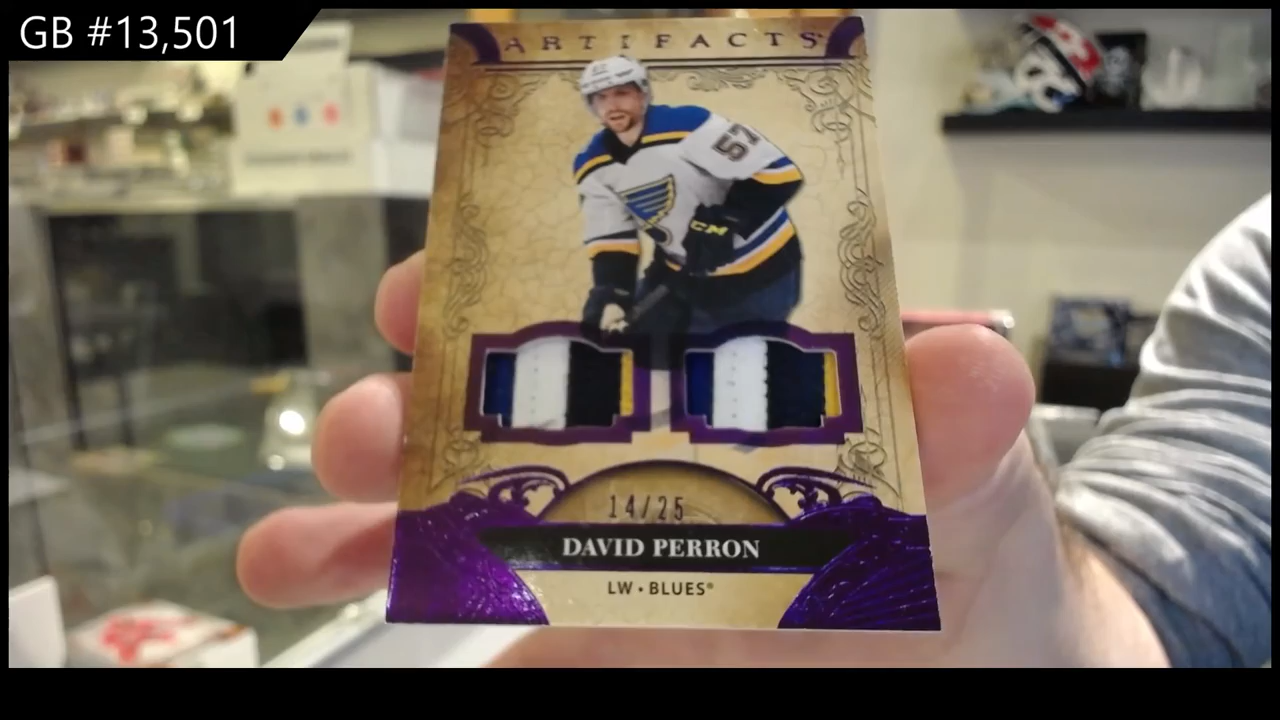 GB #13,501
ARTIFACTS
57
CCM
14/25
DAVID PERRON
LW • BLUES®